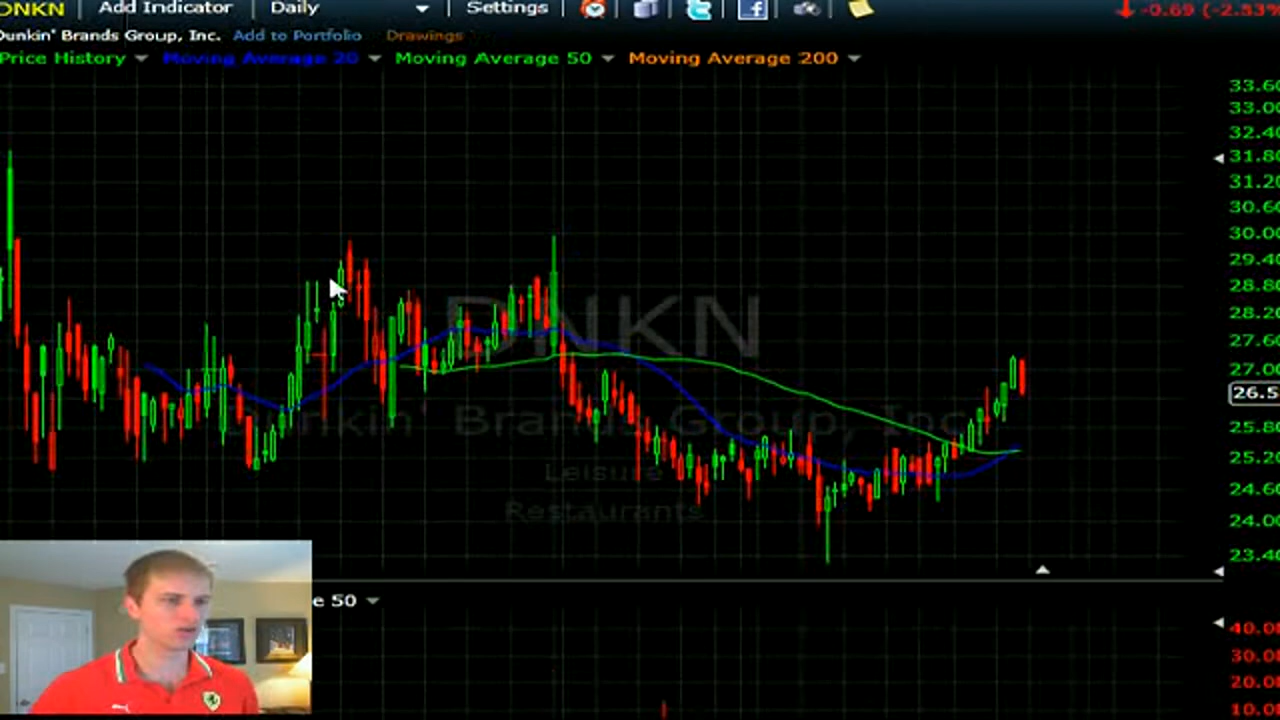 DNKN Add Indicator Daily Settings -0.69 (-2.53%
Dunkin' Brands Group, Inc. Add to Portfolio Drawings
Price History Moving Average 20 Moving Average 50 Moving Average 200
33.60
33.00
32.40
31.80
31.20
30.60
30.00
29.40
28.80
28.20
27.60
27.00
26.5
25.80
25.20
24.60
24.00
23.40
DNKN
Dunkin' Brands Group, Inc.
Leisure
Restaurants
e 50
40.0
30.0
20.0
10.0